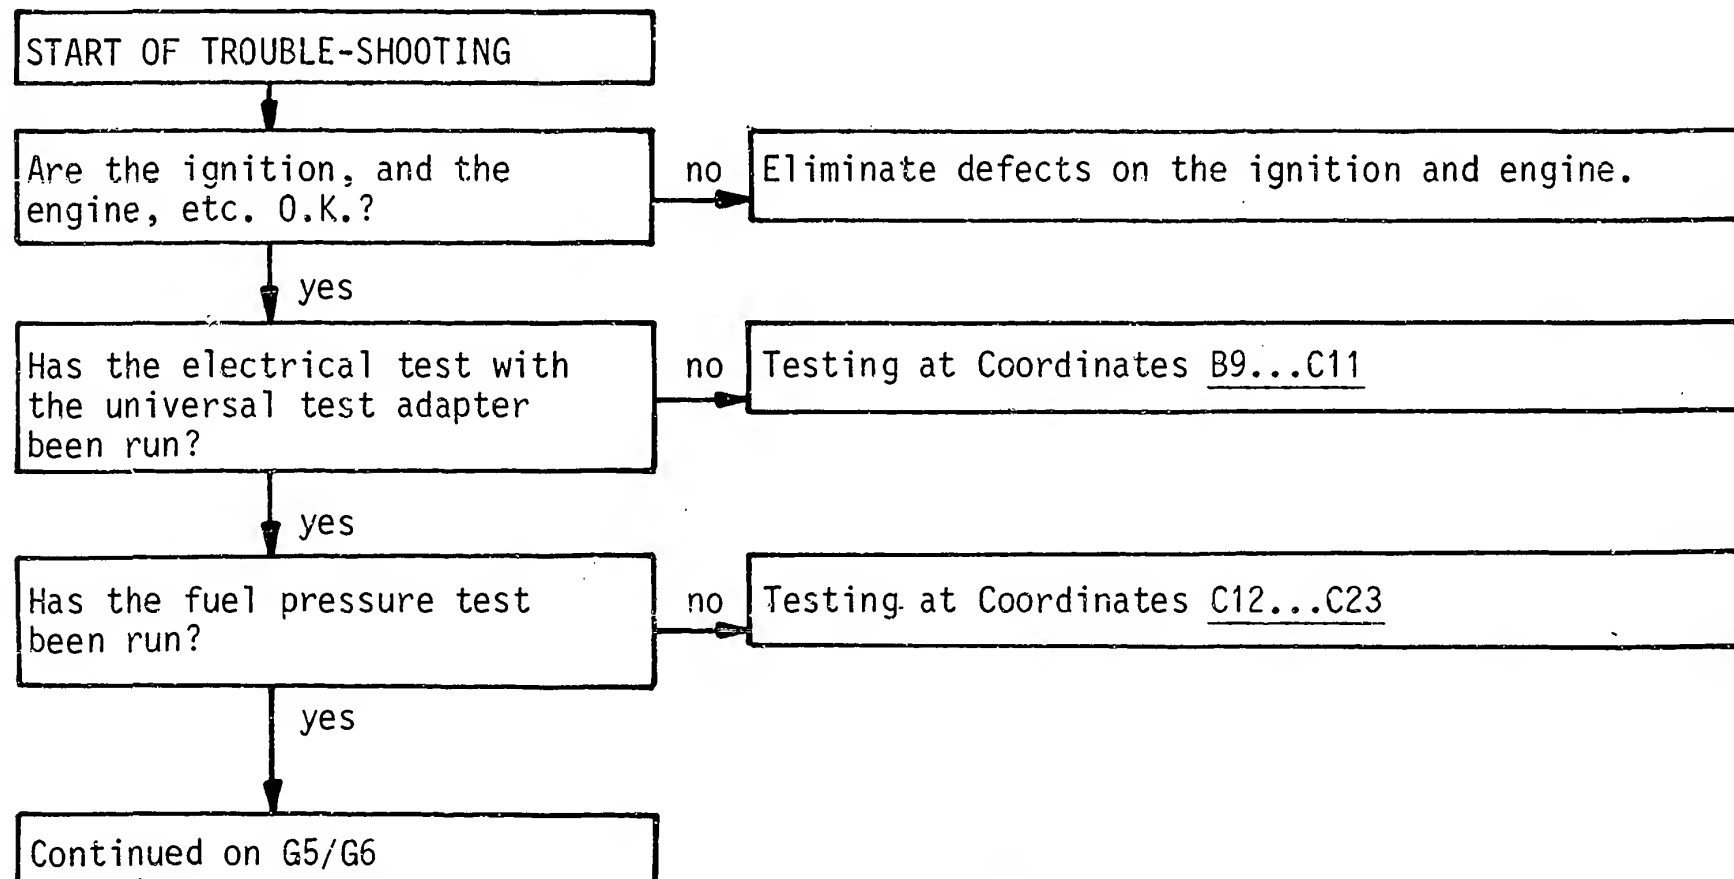 START OF TROUBLE-SHOOTING
Are the ignition, and the
engine, etc. O.K.?
no
Eliminate defects on the ignition and engine.
yes
Has the electrical test with
the universal test adapter
been run?
no
Testing at Coordinates B9...C11
yes
Has the fuel pressure test
been run?
no
Testing at Coordinates C12...C23
yes
Continued on G5/G6